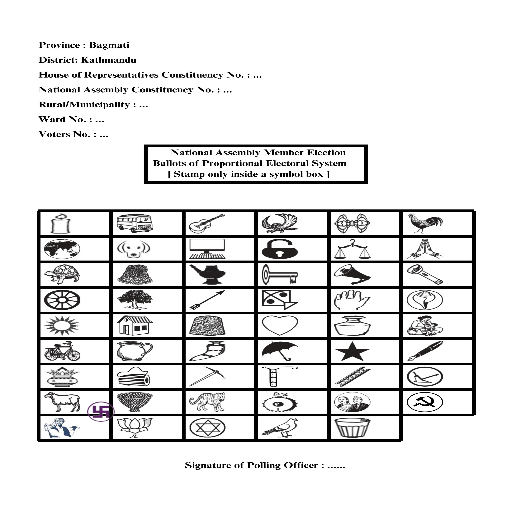 Province : Bagmati
District: Kathmandu
House of Representatives Constituency No. : ...
National Assembly Constituency No. : ...
Rural/Municipality : ...
Ward No. : ...
Voters No. : ...
National Assembly Member Election
Ballots of Proportional Electoral System
[ Stamp only inside a symbol box ]
Signature of Polling Officer : ......